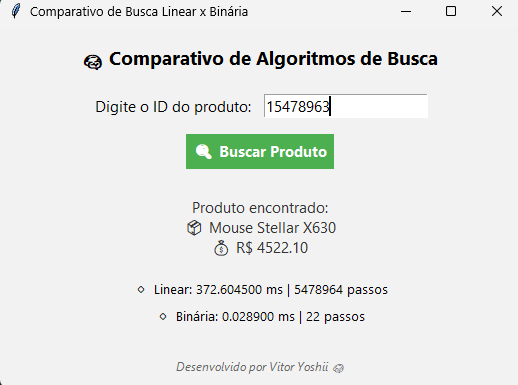 Comparativo de Busca Linear x Binária
Comparativo de Algoritmos de Busca
Digite o ID do produto: 15478963
Buscar Produto
Produto encontrado:
Mouse Stellar X630
R$ 4522.10
Linear: 372.604500 ms | 5478964 passos
Binária: 0.028900 ms | 22 passos
Desenvolvido por Vitor Yoshii